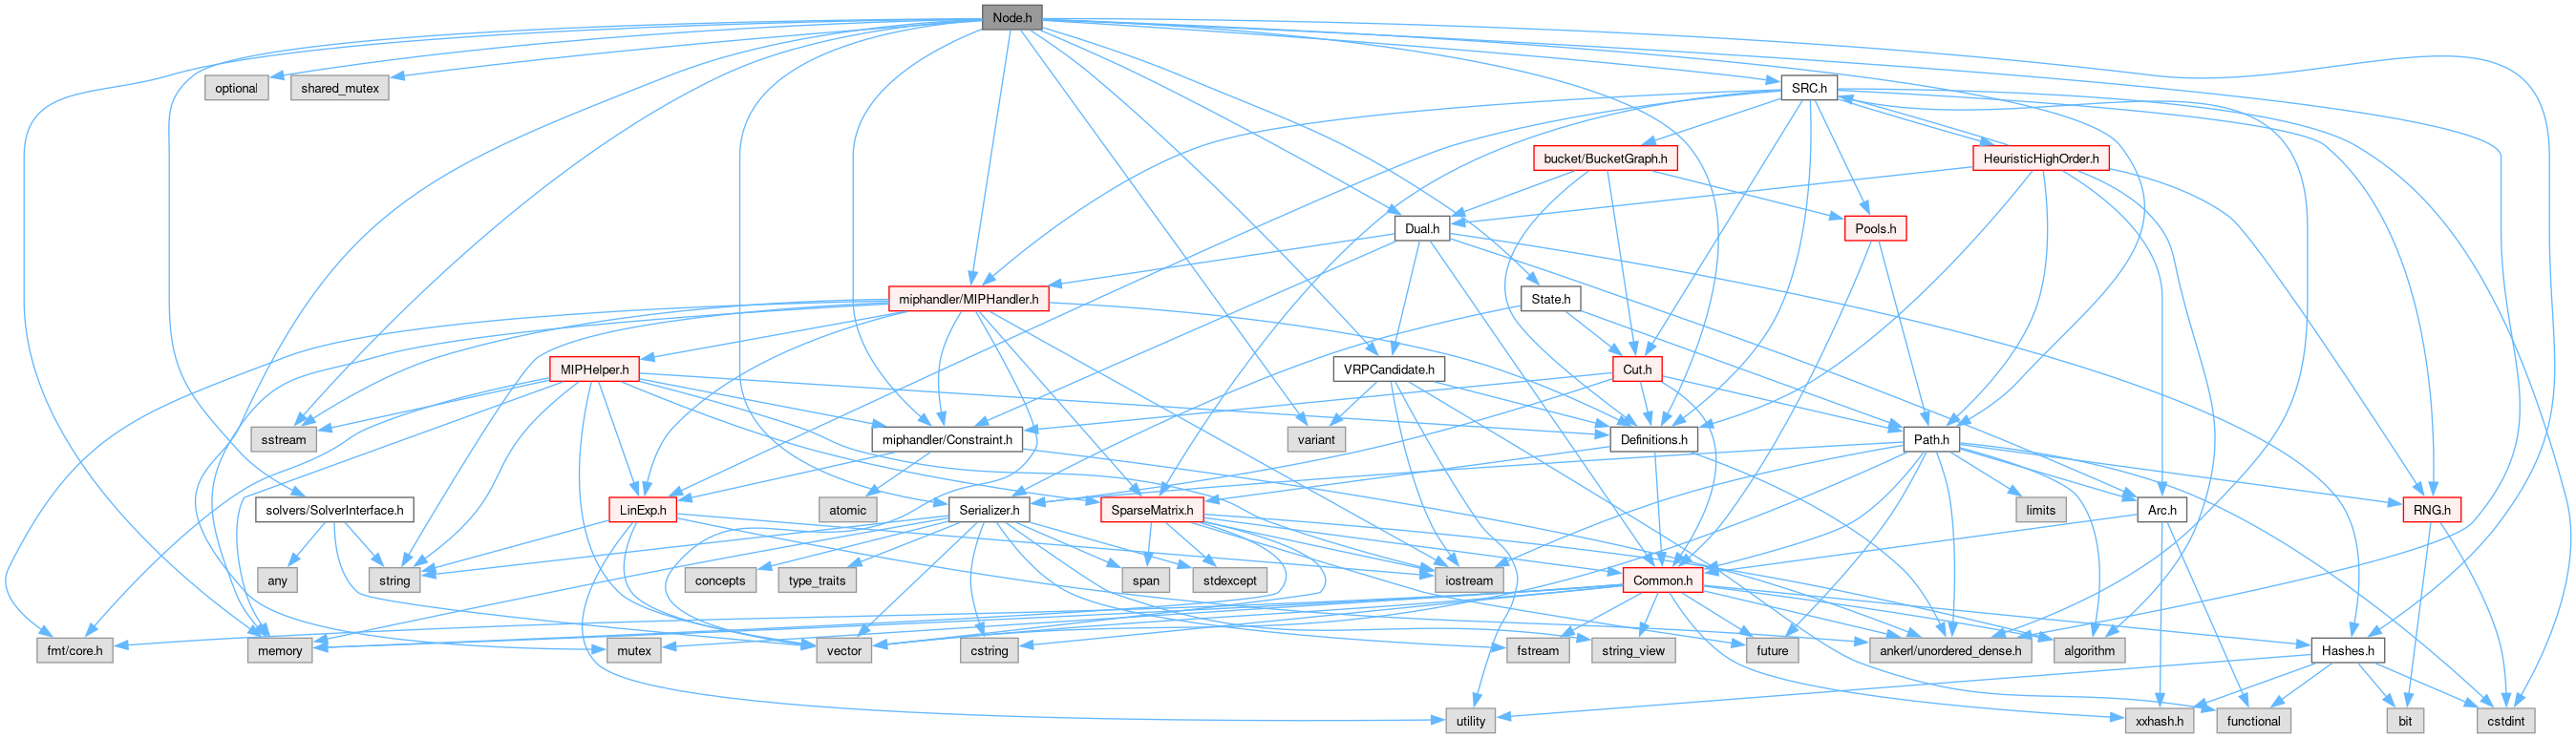 Node.h
optional
shared_mutex
SRC.h
bucket/BucketGraph.h
HeuristicHighOrder.h
Dual.h
Pools.h
miphandler/MIPHandler.h
State.h
MIPHelper.h
VRPCandidate.h
Cut.h
sstream
miphandler/Constraint.h
variant
Definitions.h
Path.h
solvers/SolverInterface.h
LinExp.h
atomic
Serializer.h
SparseMatrix.h
limits
Arc.h
RNG.h
any
string
concepts
type_traits
span
stdexcept
iostream
Common.h
fmt/core.h
memory
mutex
vector
cstring
fstream
string_view
future
ankerl/unordered_dense.h
algorithm
Hashes.h
utility
xxhash.h
functional
bit
cstdint